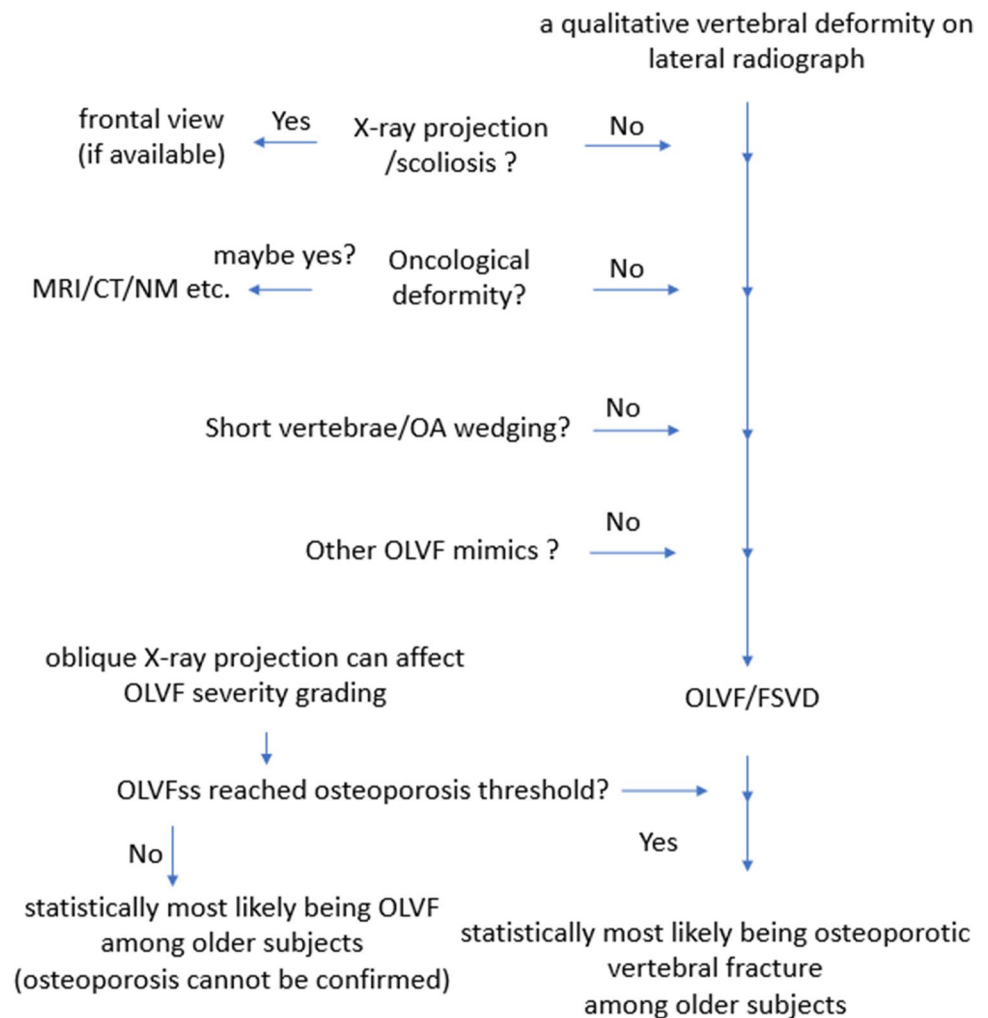 a qualitative vertebral deformity on
lateral radiograph
frontal view
(if available)
Yes
X-ray projection
/scoliosis ?
No
maybe yes?
MRI/CT/NM etc.
Oncological
deformity?
No
Short vertebrae/OA wedging?
No
Other OLVF mimics ?
No
oblique X-ray projection can affect
OLVF severity grading
OLVF/FSVD
OLVFss reached osteoporosis threshold?
Yes
No
statistically most likely being OLVF
among older subjects
(osteoporosis cannot be confirmed)
statistically most likely being osteoporotic
vertebral fracture
among older subjects